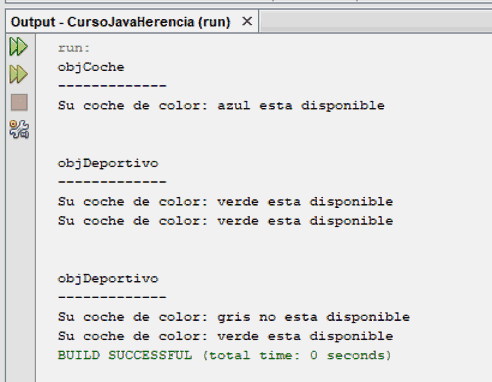 Output - CursoJavaHerencia (run) ×
run:
objCoche
-------------
Su coche de color: azul esta disponible
objDeportivo
-------------
Su coche de color: verde esta disponible
Su coche de color: verde esta disponible
objDeportivo
-------------
Su coche de color: gris no esta disponible
Su coche de color: verde esta disponible
BUILD SUCCESSFUL (total time: 0 seconds)